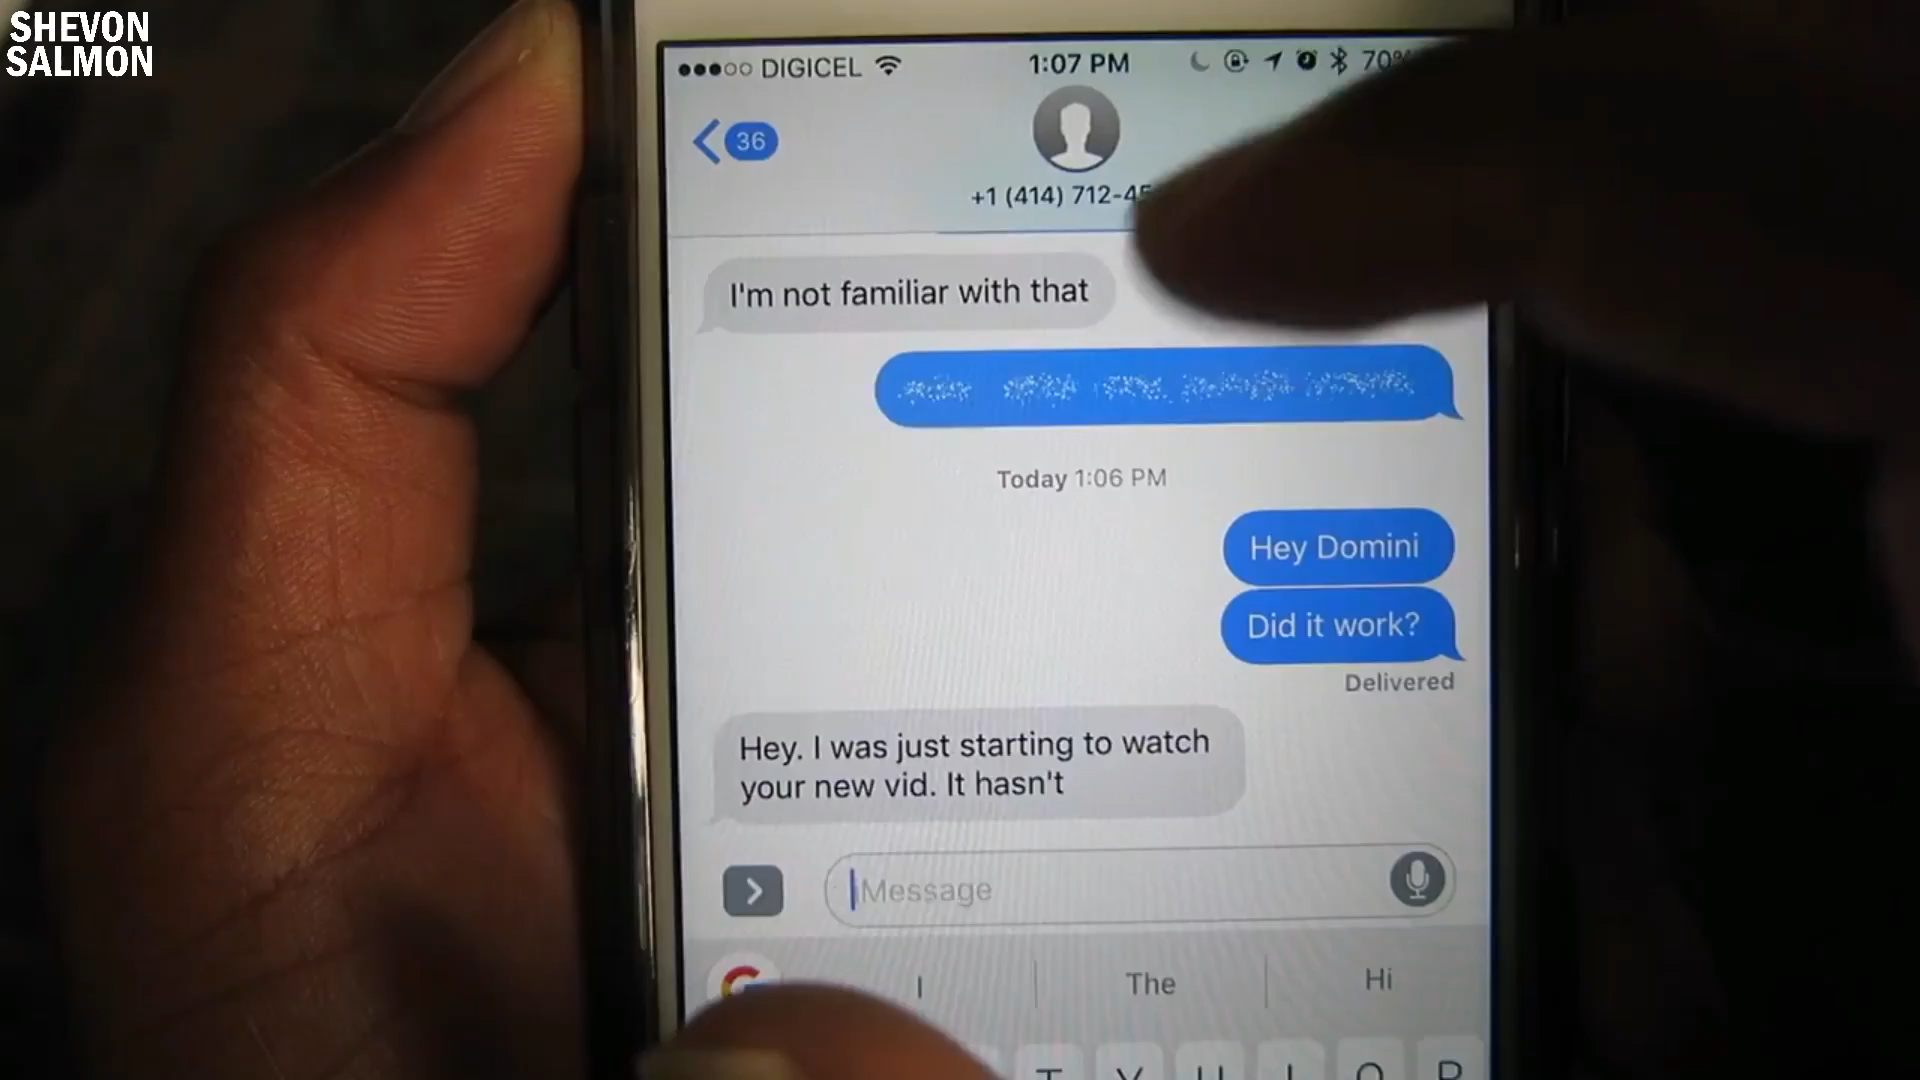 SHEVON
SALMON
DIGICEL 1:07 PM
36
+1 (414) 712-45
I'm not familiar with that
Today 1:06 PM
Hey Domini
Did it work?
Delivered
Hey. I was just starting to watch
your new vid. It hasn't
Message
I The Hi
T Y U I O P